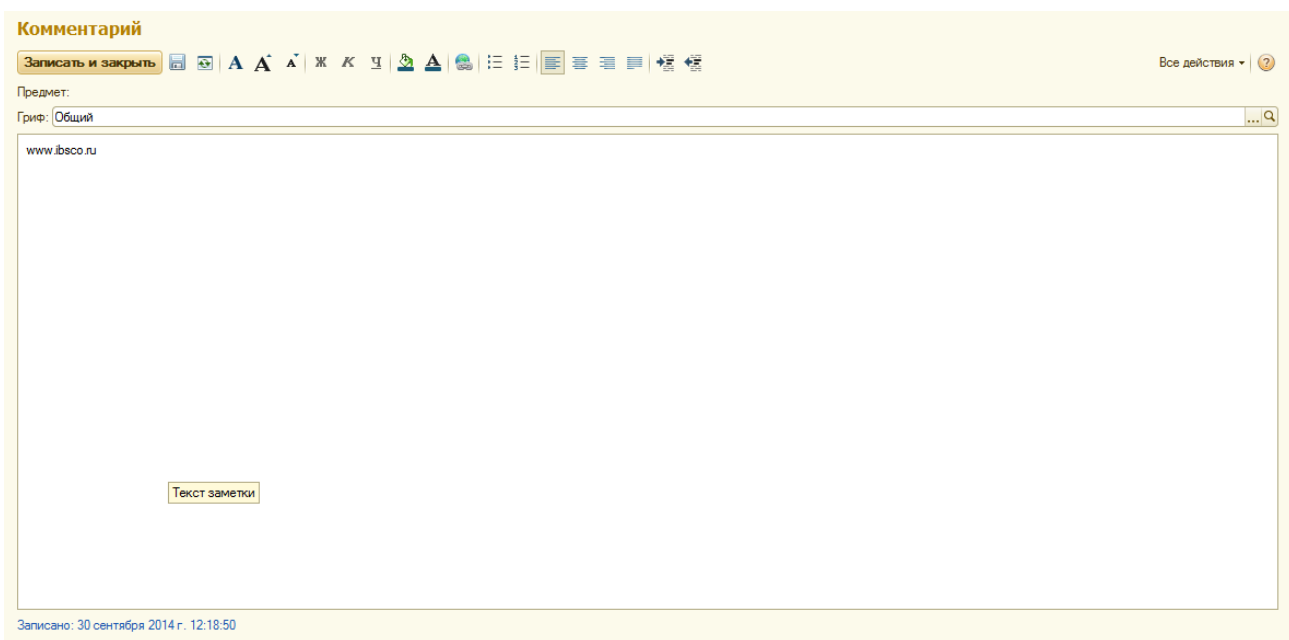 Комментарий
Записать и закрыть А А А Ж К Ч А Все действия ?
Предмет:
Гриф: Общий ...
www.ibsco.ru
Текст заметки
Записано: 30 сентября 2014 г. 12:18:50